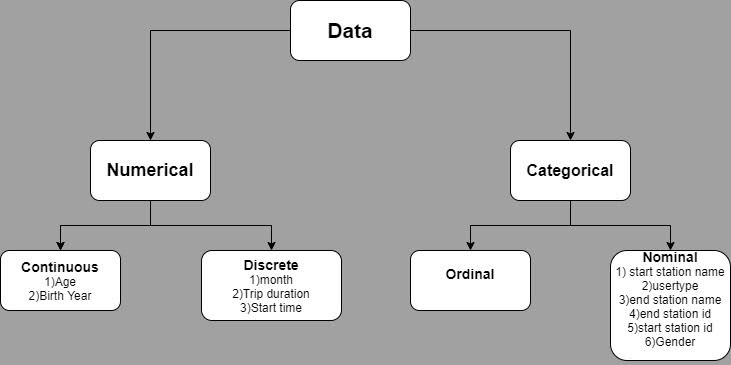 Data
Numerical
Categorical
Continuous
1)Age
2)Birth Year
Discrete
1)month
2)Trip duration
3)Start time
Ordinal
Nominal
1) start station name
2)usertype
3)end station name
4)end station id
5)start station id
6)Gender